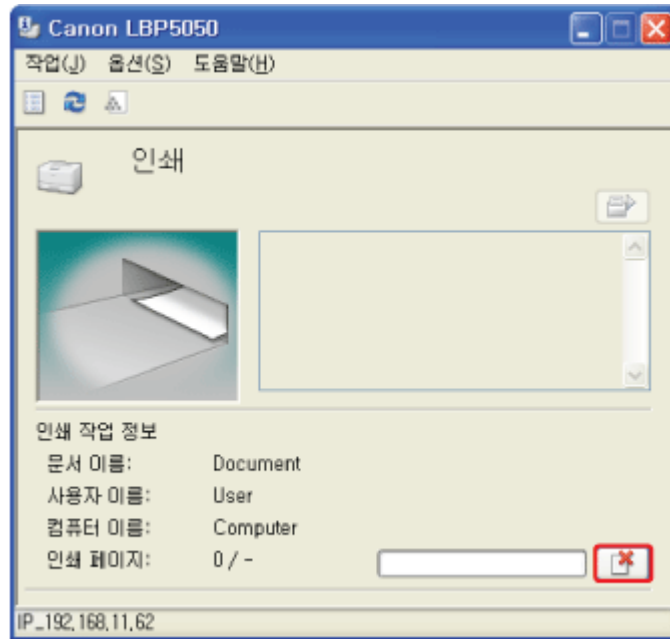 Canon LBP5050
작업(J) 옵션(S) 도움말(H)
인쇄
인쇄 작업 정보
문서 이름: Document
사용자 이름: User
컴퓨터 이름: Computer
인쇄 페이지: 0 / -
IP_192,168,11,62